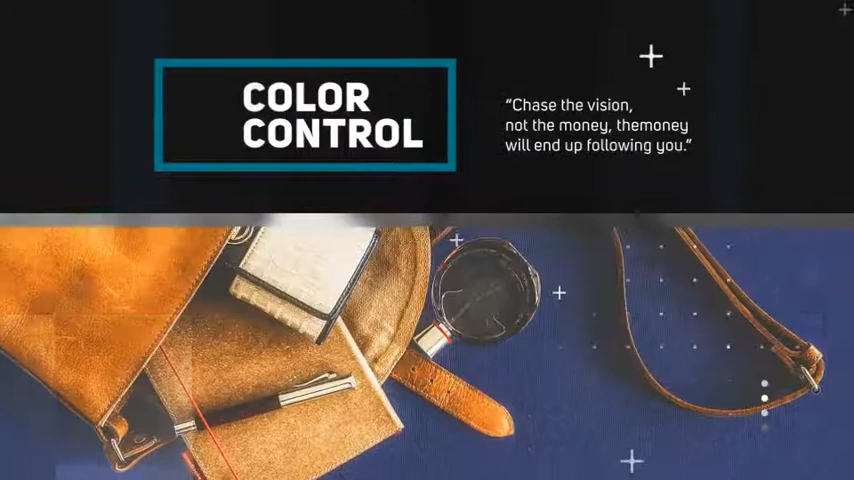 COLOR
CONTROL
“Chase the vision,
not the money, themoney
will end up following you.”